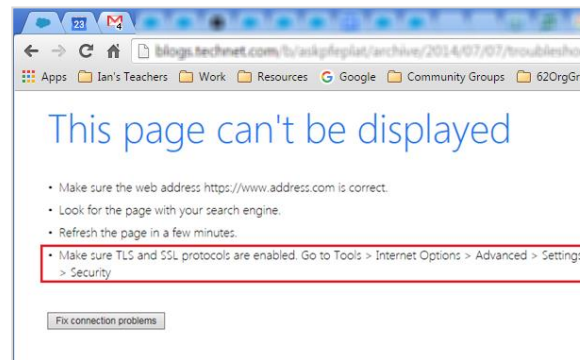 23
4
blogs.technet.com/b/askpfeplat/archive/2014/07/07/troublesho
Apps Ian's Teachers Work Resources G Google Community Groups 62OrgGr
This page can't be displayed
• Make sure the web address https://www.address.com is correct.
• Look for the page with your search engine.
• Refresh the page in a few minutes.
• Make sure TLS and SSL protocols are enabled. Go to Tools > Internet Options > Advanced > Settings
> Security
Fix connection problems